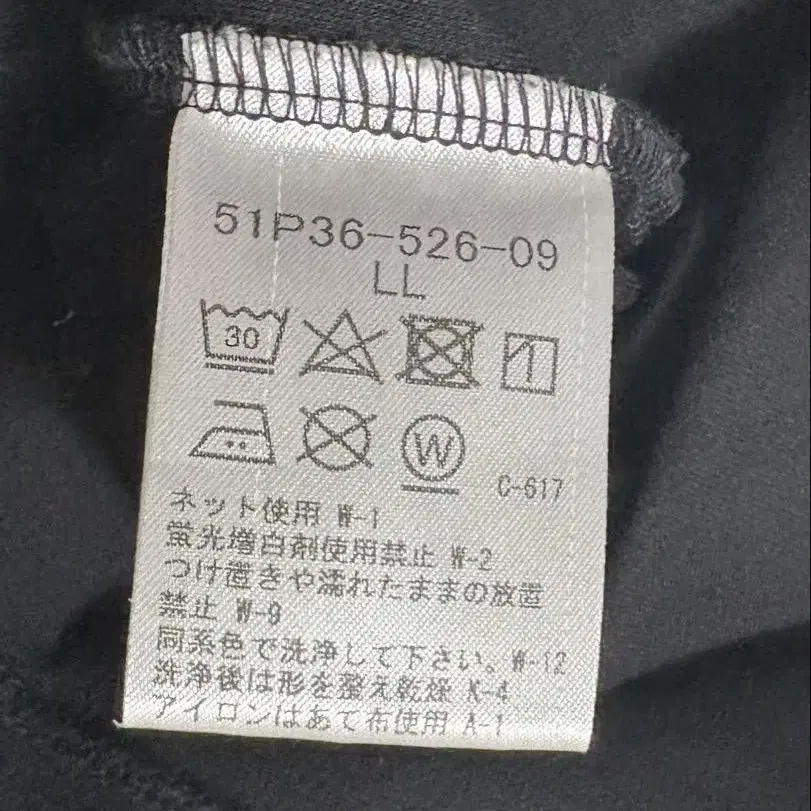 51P36-526-09
LL
30
W
C-617
ネット使用 W-1
蛍光増白剤使用禁止 W-2
つけ置きや濡れたままの放置
禁止 W-9
同系色で洗浄して下さい。W-12
洗浄後は形を整え乾燥 K-4
アイロンはあて布使用 A-1